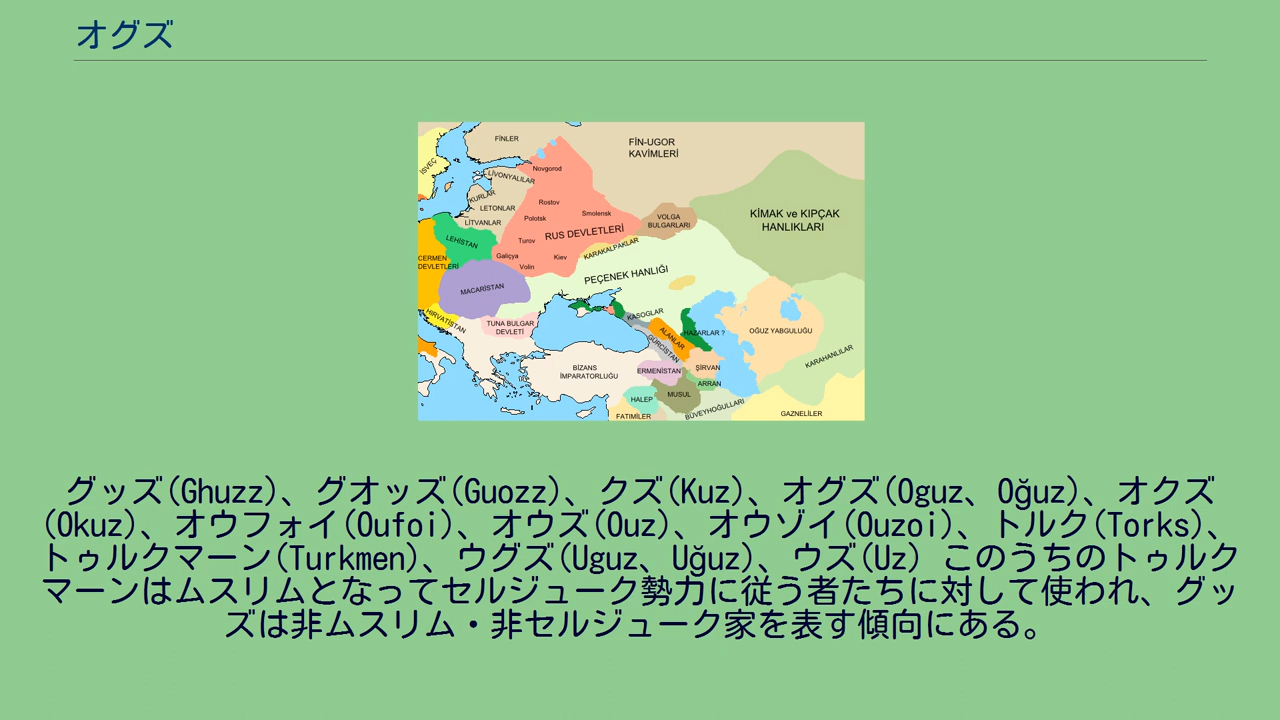 オグズ
FİNLER
FİN-UGOR
KAVİMLERİ
İSVEÇ
LİVONYALILAR
Novgorod
KURLAR
LETONLAR
Rostov
Polotsk
Smolensk
LİTVANLAR
VOLGA
BULGARLARI
KİMAK ve KIPÇAK
HANLIKLARI
LEHİSTAN
Turov
RUS DEVLETLERİ
Galiçya
Kiev
KARAKALPAKLAR
CERMEN
DEVLETLERİ
Volin
PEÇENEK HANLIĞI
MACARİSTAN
HIRVATİSTAN
TUNA BULGAR
DEVLETİ
KASOGLAR
ALANLAR
HAZARLAR ?
OĞUZ YABGULUĞU
GÜRCİSTAN
KARAHANLILAR
BİZANS
İMPARATORLUĞU
ERMENİSTAN
ŞİRVAN
ARRAN
HALEP
MUSUL
BÜVEYHOĞULLARI
FATIMİLER
GAZNELİLER
グッズ(Ghuzz)、グオッズ(Guozz)、クズ(Kuz)、オグズ(Oguz、Oğuz)、オクズ
(Okuz)、オウフォイ(Oufoi)、オウズ(Ouz)、オウゾイ(Ouzoi)、トルク(Torks)、
トゥルクマーン(Turkmen)、ウグズ(Uguz、Uğuz)、ウズ(Uz) このうちのトゥルク
マーンはムスリムとなってセルジューク勢力に従う者たちに対して使われ、グッ
ズは非ムスリム・非セルジューク家を表す傾向にある。